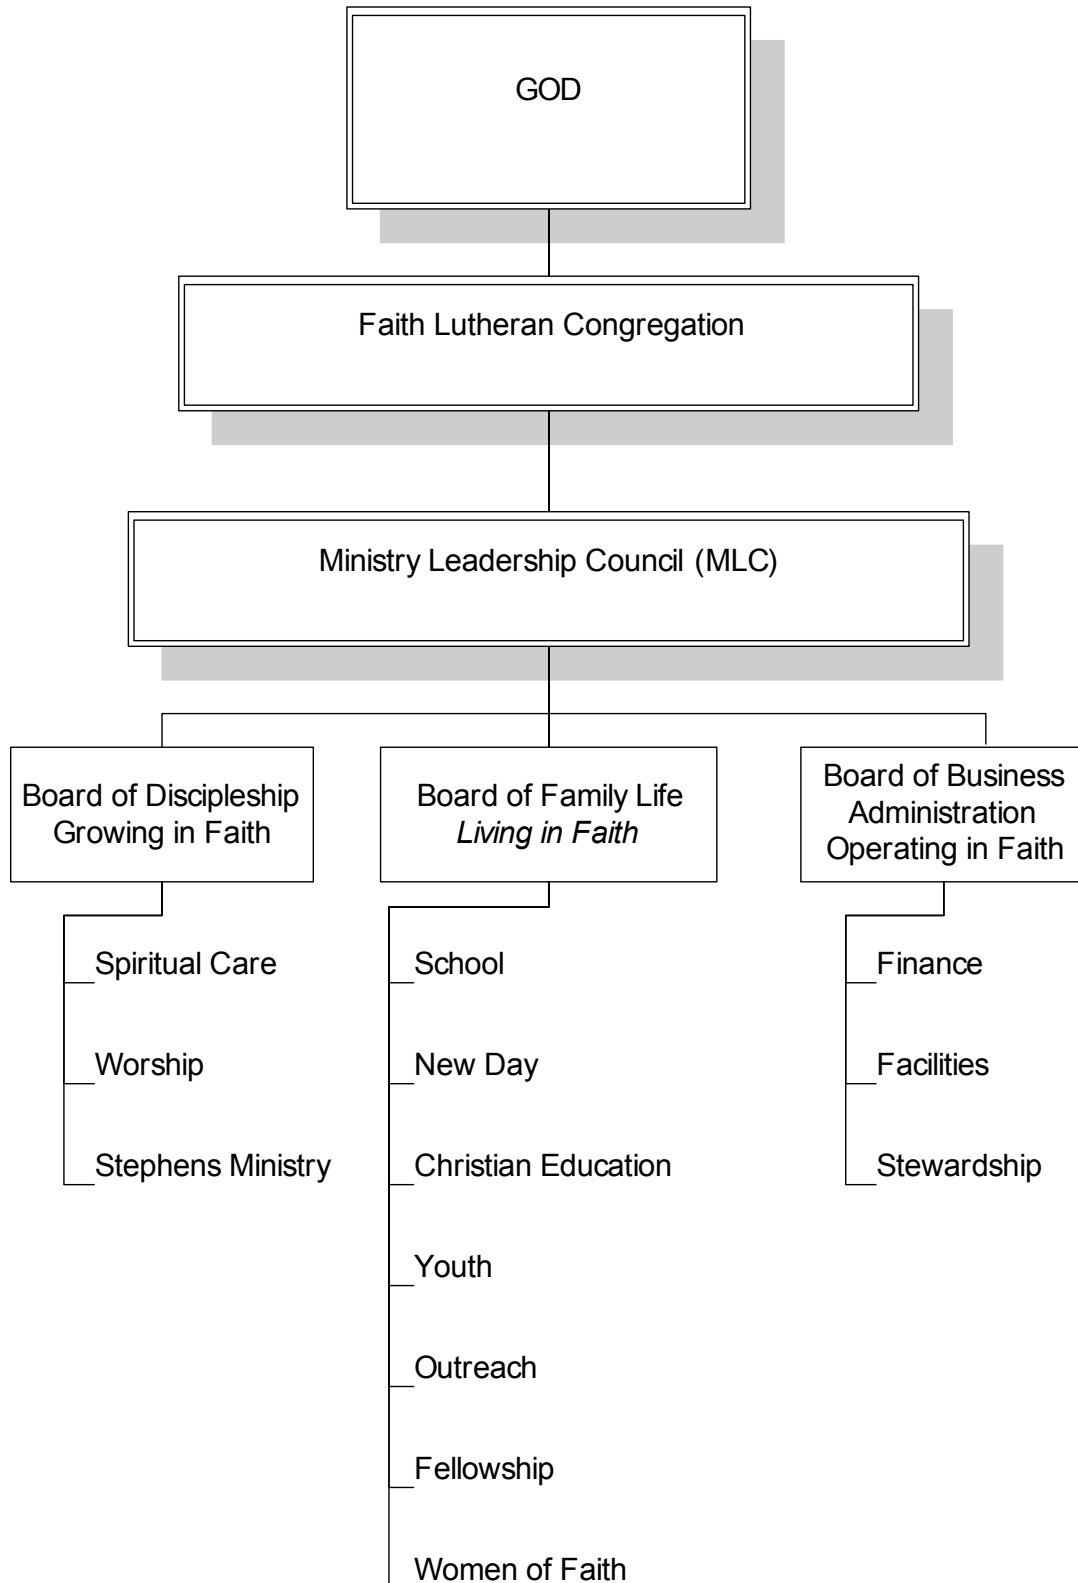 GOD
Faith Lutheran Congregation
Ministry Leadership Council (MLC)
Board of Discipleship
Growing in Faith
Spiritual Care
Worship
Stephens Ministry
Board of Family Life
Living in Faith
School
New Day
Christian Education
Youth
Outreach
Fellowship
Women of Faith
Board of Business
Administration
Operating in Faith
Finance
Facilities
Stewardship